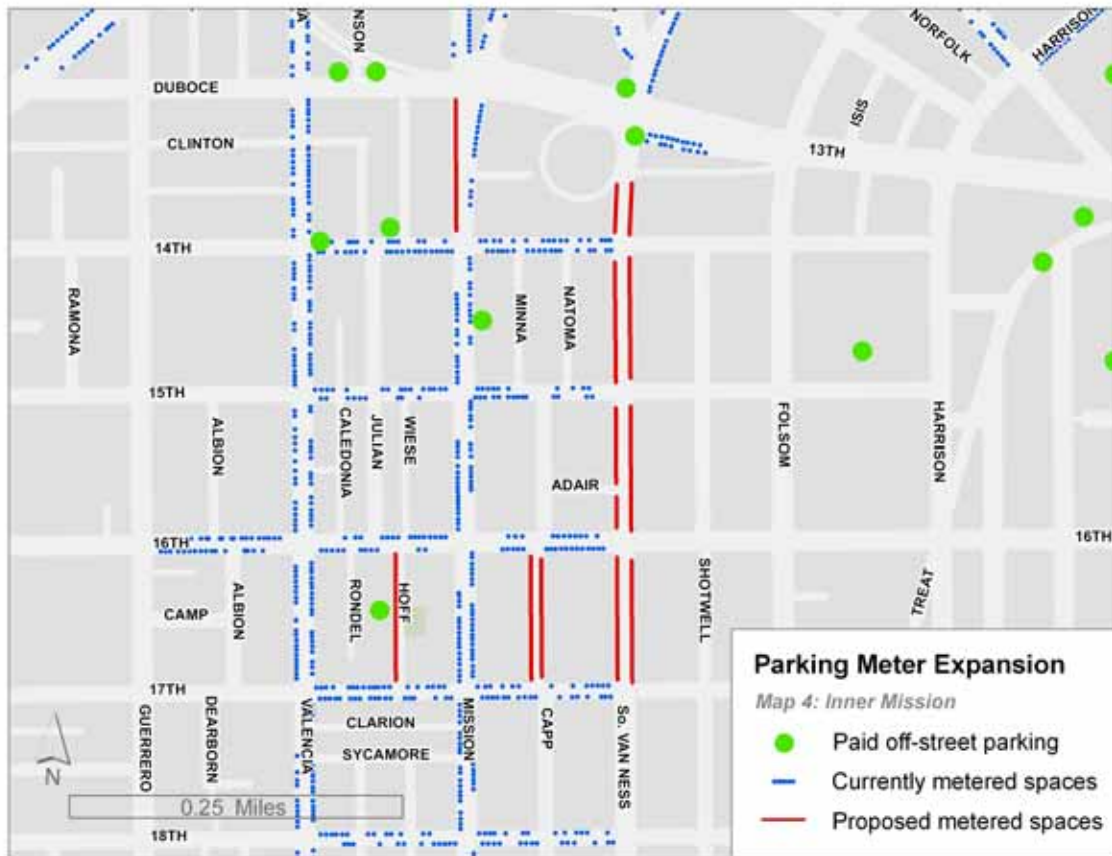 NSON
NORFOLK
HARRISON
DUBOCE
ISIS
CLINTON
13TH
14TH
RAMONA
MINNA
NATOMA
15TH
ALBION
CALEDONIA
JULIAN
WIESE
FOLSOM
HARRISON
ADAIR
16TH
16TH
CAMP
ALBION
RONDEL
HOFF
SHOTWELL
TREAT
17TH
GUERRERO
DEARBORN
VALENCIA
CLARION
SYCAMORE
MISSION
CAPP
So. VAN NESS
N
0.25 Miles
18TH
Parking Meter Expansion
Map 4: Inner Mission
Paid off-street parking
Currently metered spaces
Proposed metered spaces